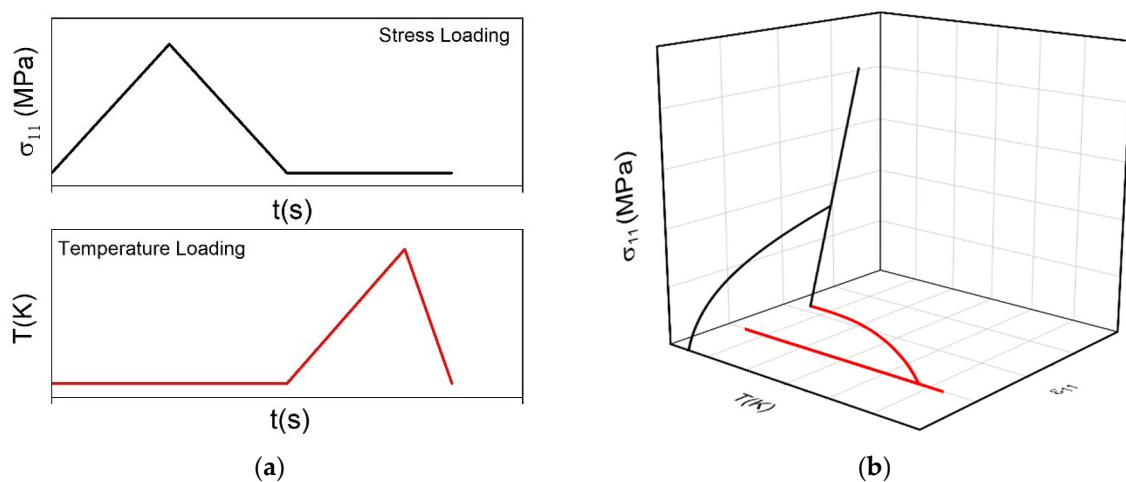 Stress Loading
σ11 (MPa)
t(s)
Temperature Loading
T(K)
t(s)
(a)
σ11 (MPa)
T(K)
ε11
(b)